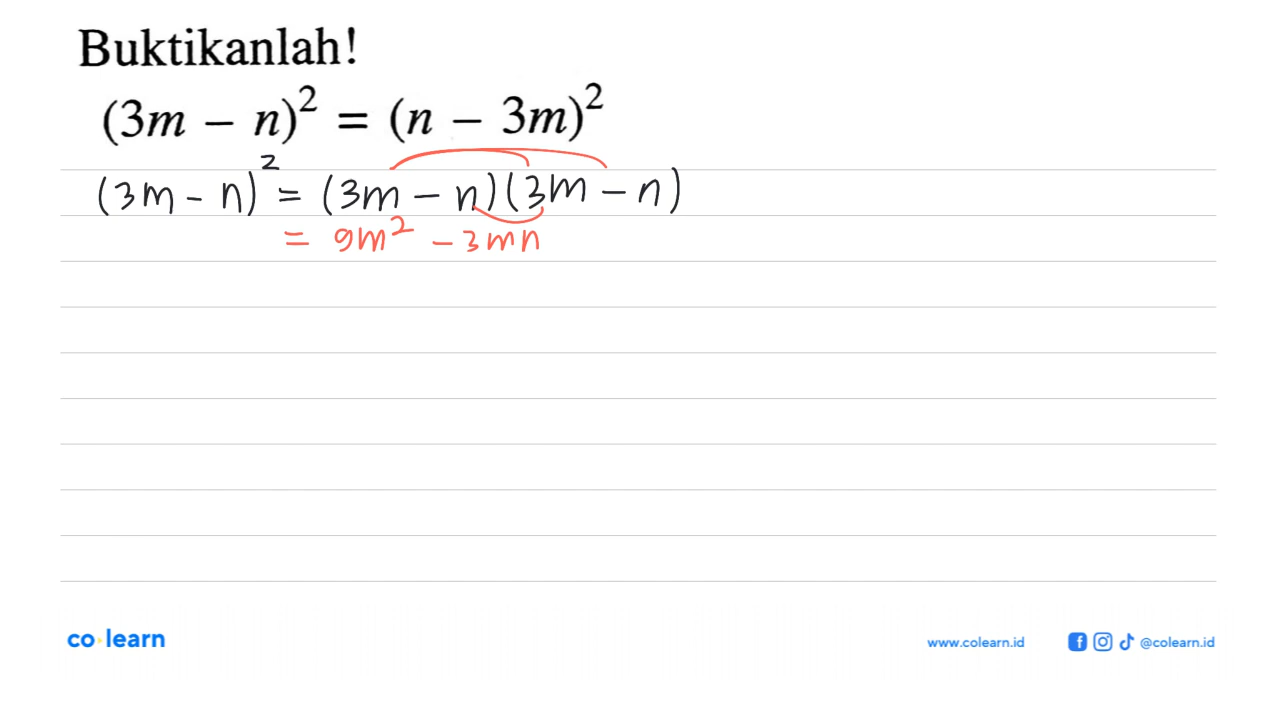 Buktikanlah!
(3m − n)² = (n − 3m)²
(3m − n)² = (3m − n)(3m − n)
= 9m² − 3mn
co·learn
www.colearn.id @colearn.id